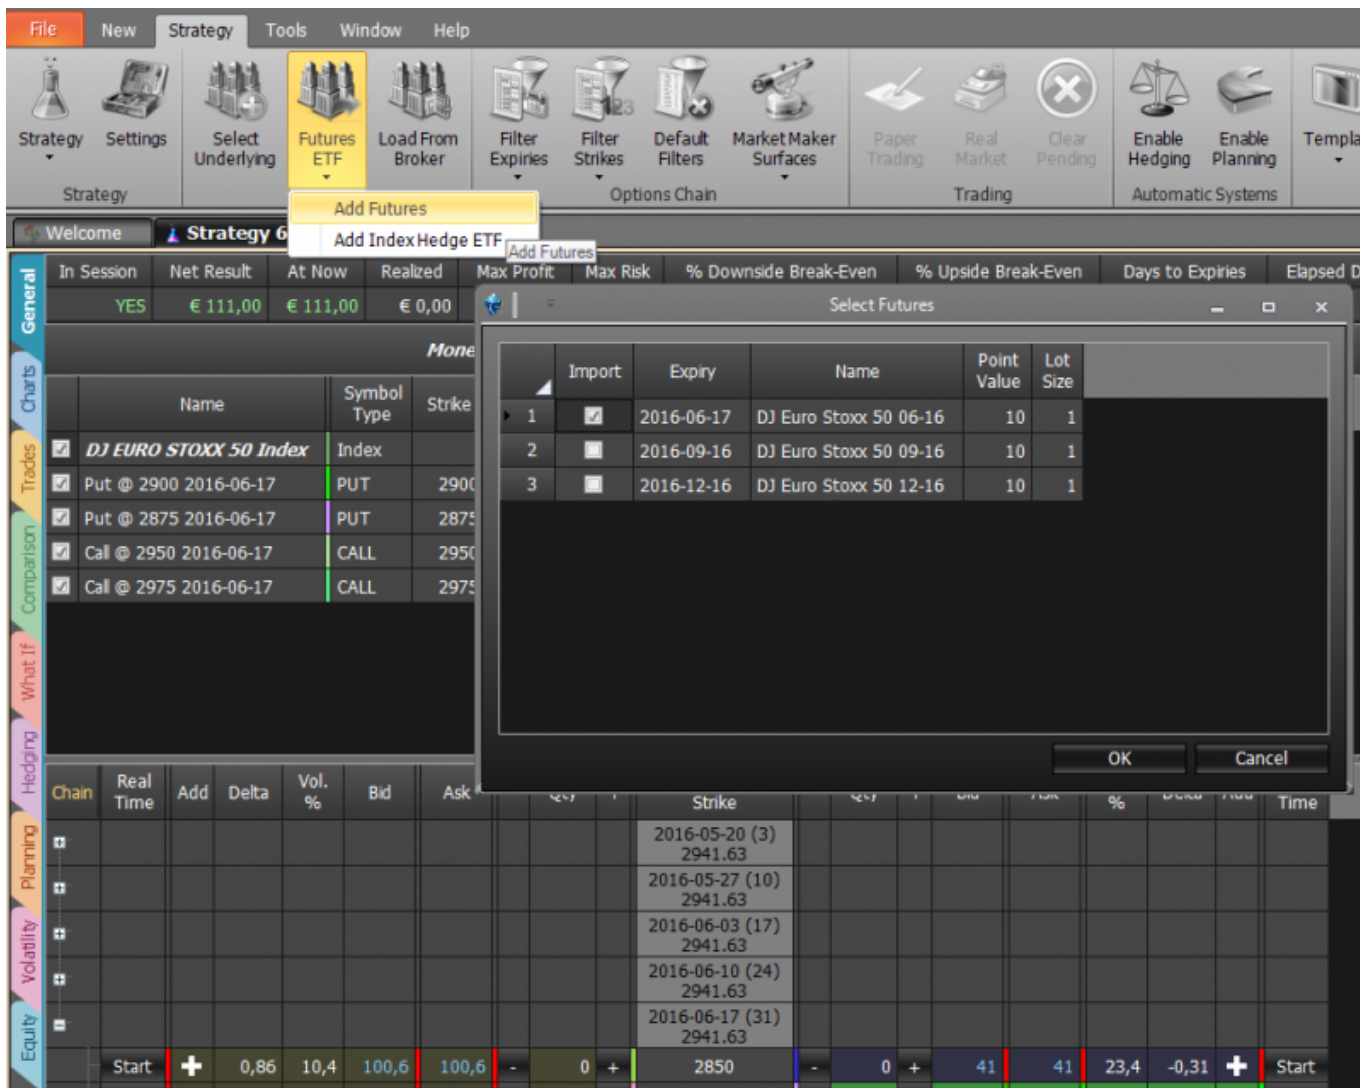 File New Strategy Tools Window Help
Strategy Settings Select Underlying Futures ETF Load From Broker Filter Expiries Filter Strikes Default Filters Market Maker Surfaces Paper Trading Real Market Clear Pending Enable Hedging Enable Planning
Strategy Options Chain Trading Automatic Systems
Add Futures
Add Index Hedge ETF
Add Futures
Welcome Strategy 6
In Session Net Result At Now Realized Max Profit Max Risk % Downside Break-Even % Upside Break-Even Days to Expiries Elapsed D
YES € 111,00 € 111,00 € 0,00
Select Futures
Mone
Name Symbol Type Strike
DJ EURO STOXX 50 Index Index
Put @ 2900 2016-06-17 PUT 2900
Put @ 2875 2016-06-17 PUT 2875
Call @ 2950 2016-06-17 CALL 2950
Call @ 2975 2016-06-17 CALL 2975
Import Expiry Name Point Value Lot Size
1 2016-06-17 DJ Euro Stoxx 50 06-16 10 1
2 2016-09-16 DJ Euro Stoxx 50 09-16 10 1
3 2016-12-16 DJ Euro Stoxx 50 12-16 10 1
OK Cancel
General
Charts
Trades
Comparison
What If
Hedging
Planning
Volatility
Equity
Chain Real Time Add Delta Vol. % Bid Ask Strike % Time
2016-05-20 (3)
2941.63
2016-05-27 (10)
2941.63
2016-06-03 (17)
2941.63
2016-06-10 (24)
2941.63
2016-06-17 (31)
2941.63
Start + 0,86 10,4 100,6 100,6 - 0 + 2850 - 0 + 41 41 23,4 -0,31 + Start